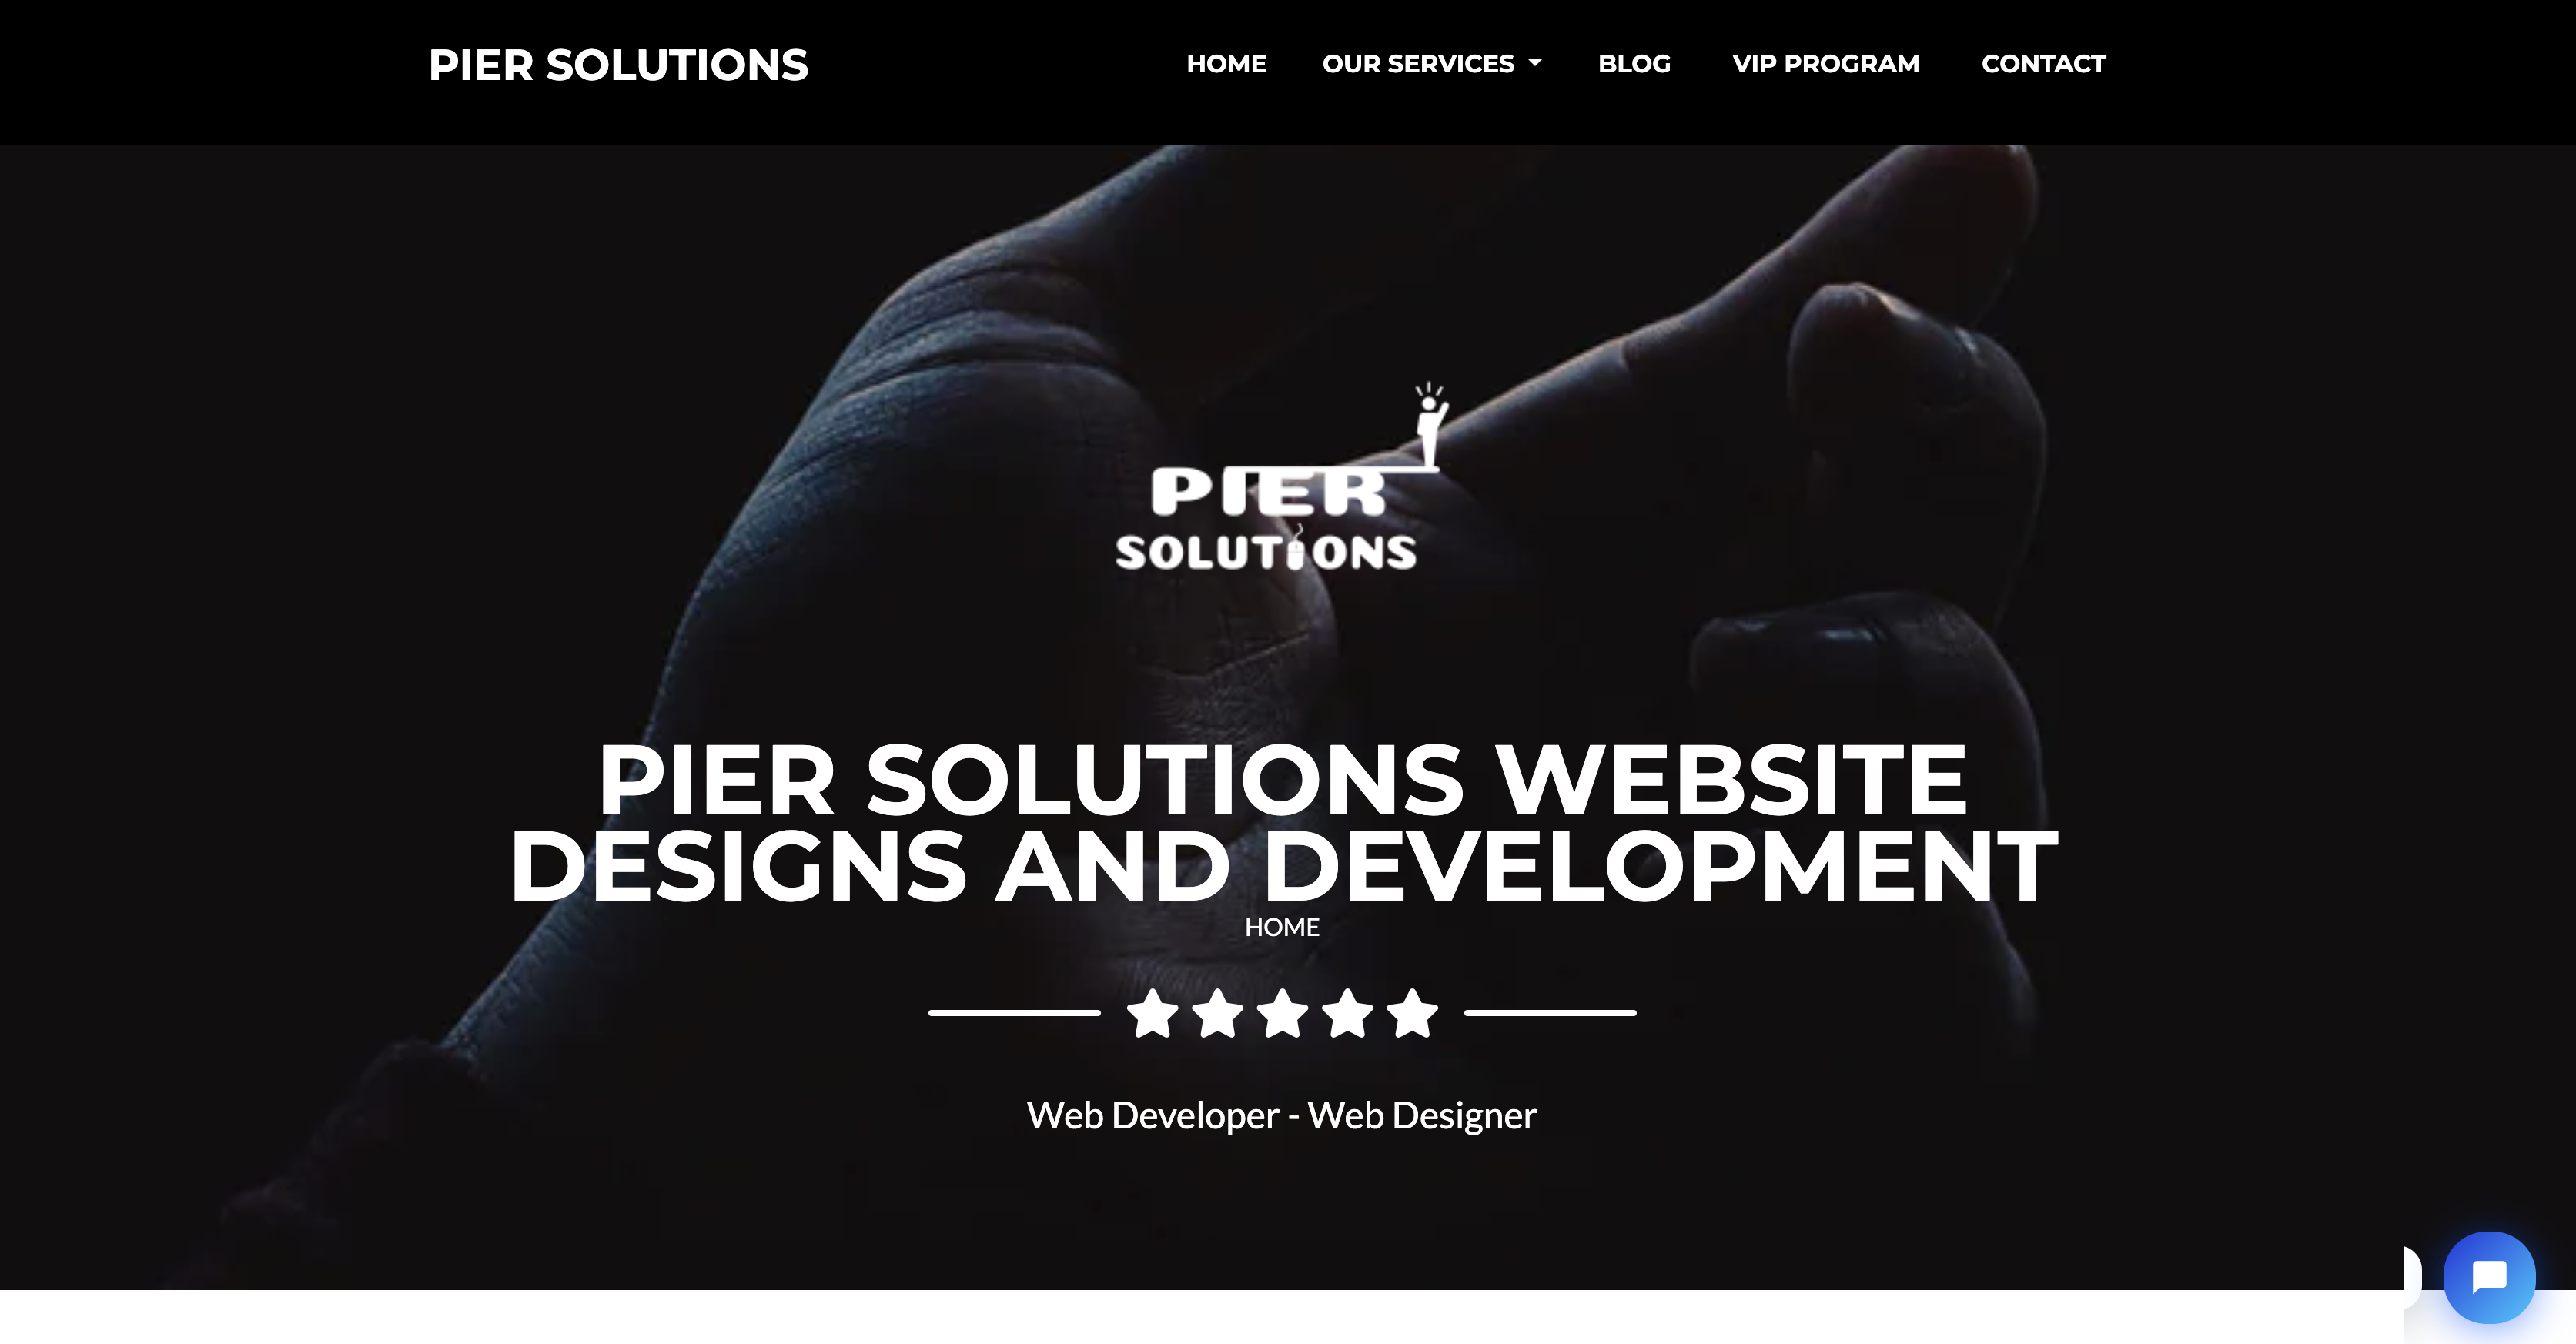 PIER SOLUTIONS
HOME OUR SERVICES BLOG VIP PROGRAM CONTACT
PIER
SOLUTIONS
PIER SOLUTIONS WEBSITE
DESIGNS AND DEVELOPMENT
HOME
Web Developer - Web Designer